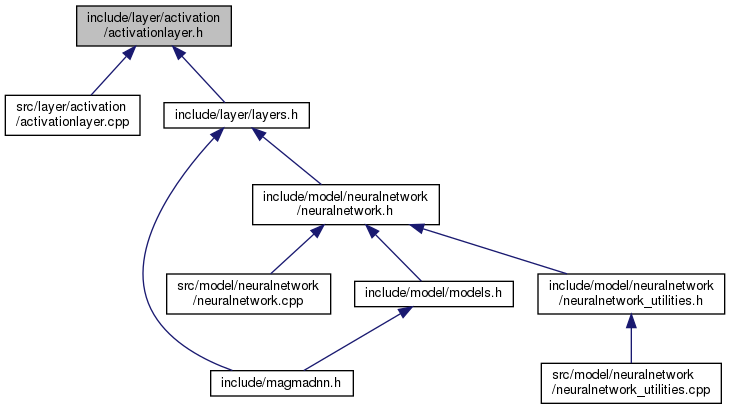 include/layer/activation
/activationlayer.h
src/layer/activation
/activationlayer.cpp
include/layer/layers.h
include/model/neuralnetwork
/neuralnetwork.h
src/model/neuralnetwork
/neuralnetwork.cpp
include/model/models.h
include/model/neuralnetwork
/neuralnetwork_utilities.h
include/magmadnn.h
src/model/neuralnetwork
/neuralnetwork_utilities.cpp